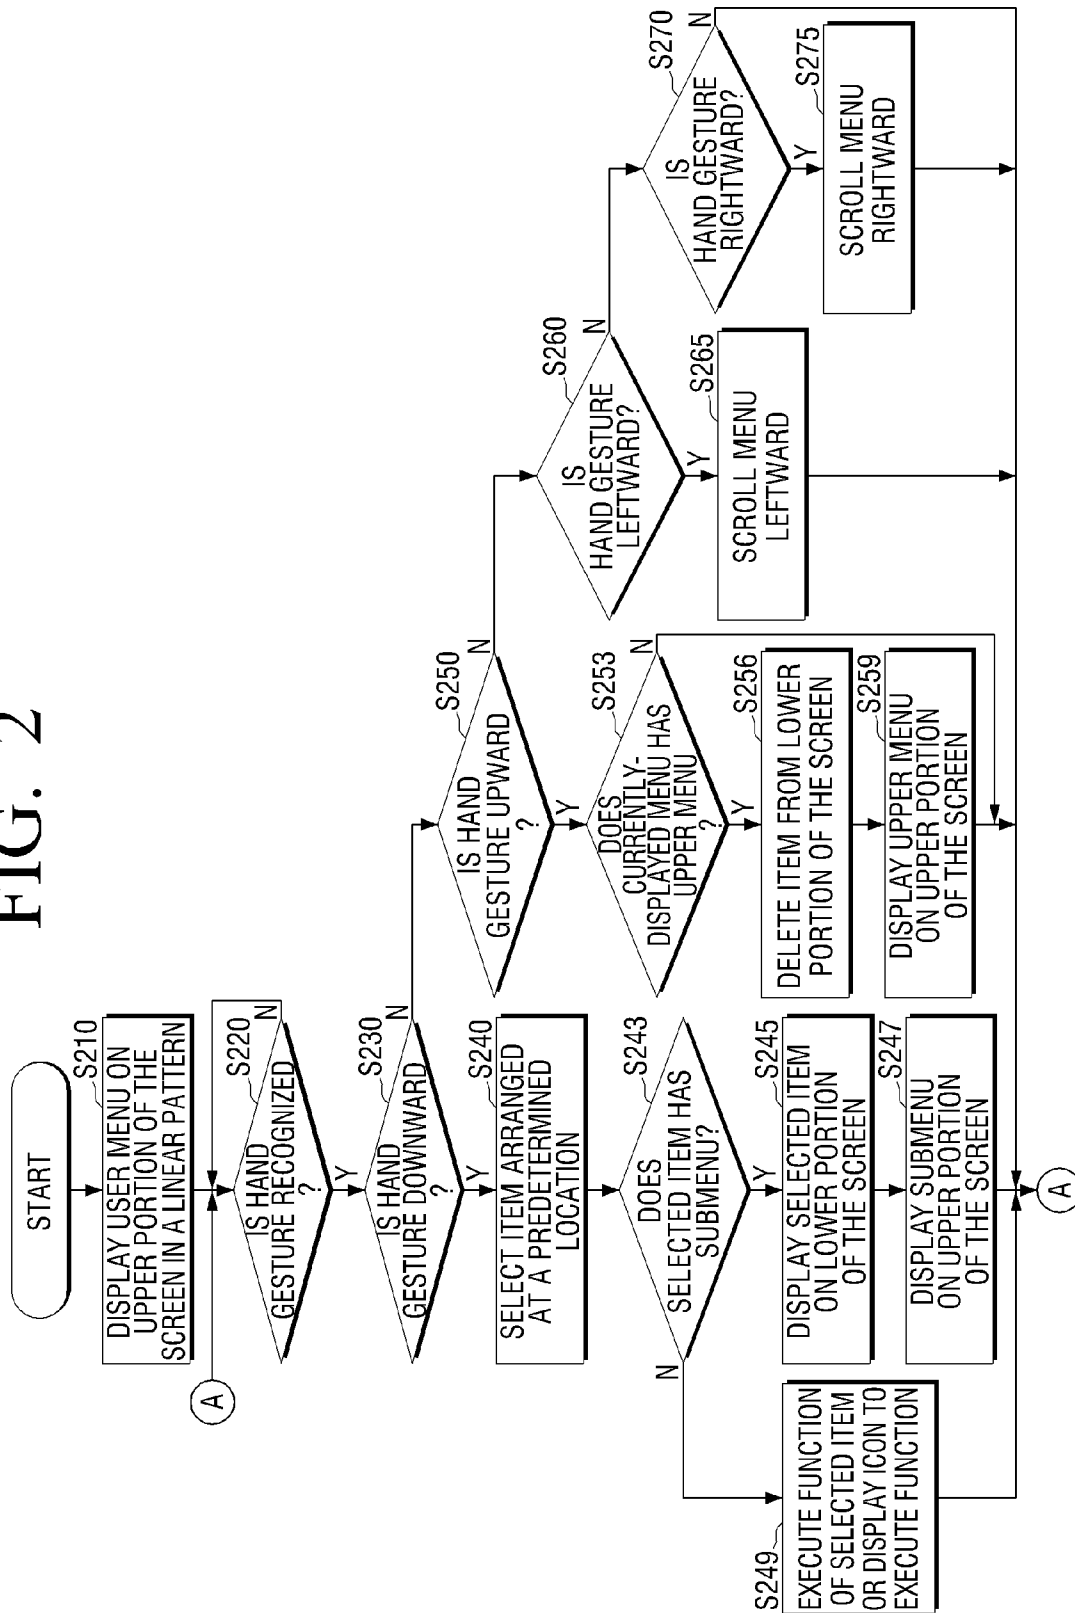 FIG. 2
START
S210
DISPLAY USER MENU ON
UPPER PORTION OF THE
SCREEN IN A LINEAR PATTERN
A
S220
IS HAND
GESTURE RECOGNIZED
?
N
Y
S230
IS HAND
GESTURE DOWNWARD
?
N
Y
S240
SELECT ITEM ARRANGED
AT A PREDETERMINED
LOCATION
S243
DOES
SELECTED ITEM HAS
SUBMENU?
N
Y
S245
DISPLAY SELECTED ITEM
ON LOWER PORTION
OF THE SCREEN
S247
DISPLAY SUBMENU
ON UPPER PORTION
OF THE SCREEN
S249
EXECUTE FUNCTION
OF SELECTED ITEM
OR DISPLAY ICON TO
EXECUTE FUNCTION
S250
IS HAND
GESTURE UPWARD
?
N
Y
S253
DOES
CURRENTLY-
DISPLAYED MENU HAS
UPPER MENU
?
N
Y
S256
DELETE ITEM FROM LOWER
PORTION OF THE SCREEN
S259
DISPLAY UPPER MENU
ON UPPER PORTION
OF THE SCREEN
S260
IS
HAND GESTURE
LEFTWARD?
N
Y
S265
SCROLL MENU
LEFTWARD
S270
IS
HAND GESTURE
RIGHTWARD?
N
Y
S275
SCROLL MENU
RIGHTWARD
A